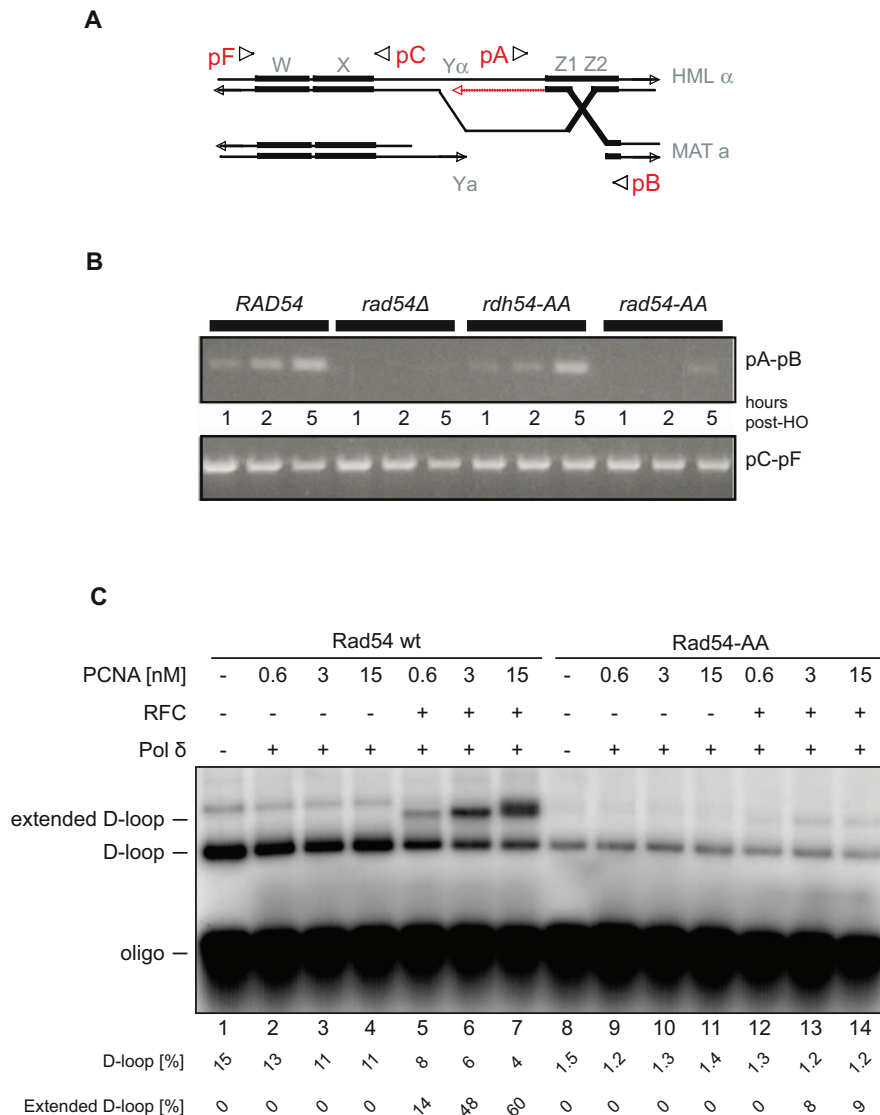 A
pF W X pC Yα pA Z1 Z2 HML α
MAT a
Ya pB
B
RAD54 rad54Δ rdh54-AA rad54-AA
pA-pB
1 2 5 1 2 5 1 2 5 1 2 5 hours post-HO
pC-pF
C
Rad54 wt Rad54-AA
PCNA [nM] - 0.6 3 15 0.6 3 15 - 0.6 3 15 0.6 3 15
RFC - - - - + + + - - - - + + +
Pol δ - + + + + + + - + + + + + +
extended D-loop
D-loop
oligo
1 2 3 4 5 6 7 8 9 10 11 12 13 14
D-loop [%] 15 13 11 11 8 6 4 1.5 1.2 1.3 1.4 1.3 1.2 1.2
Extended D-loop [%] 0 0 0 0 14 48 60 0 0 0 0 0 8 9